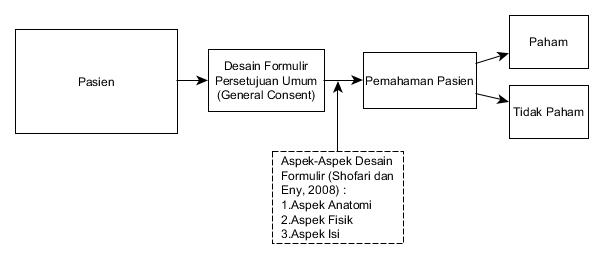 Pasien
Desain Formulir
Persetujuan Umum
(General Consent)
Pemahaman Pasien
Paham
Tidak Paham
Aspek-Aspek Desain
Formulir (Shofari dan
Eny, 2008) :
1.Aspek Anatomi
2.Aspek Fisik
3.Aspek Isi